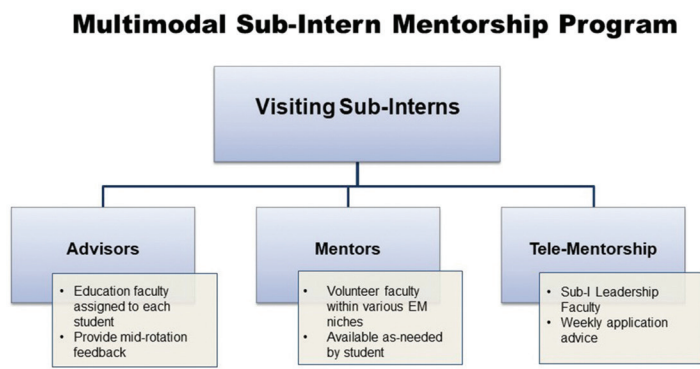 Multimodal Sub-Intern Mentorship Program
Visiting Sub-Interns
Advisors
• Education faculty
assigned to each
student
• Provide mid-rotation
feedback
Mentors
• Volunteer faculty
within various EM
niches
• Available as-needed
by student
Tele-Mentorship
• Sub-I Leadership
Faculty
• Weekly application
advice